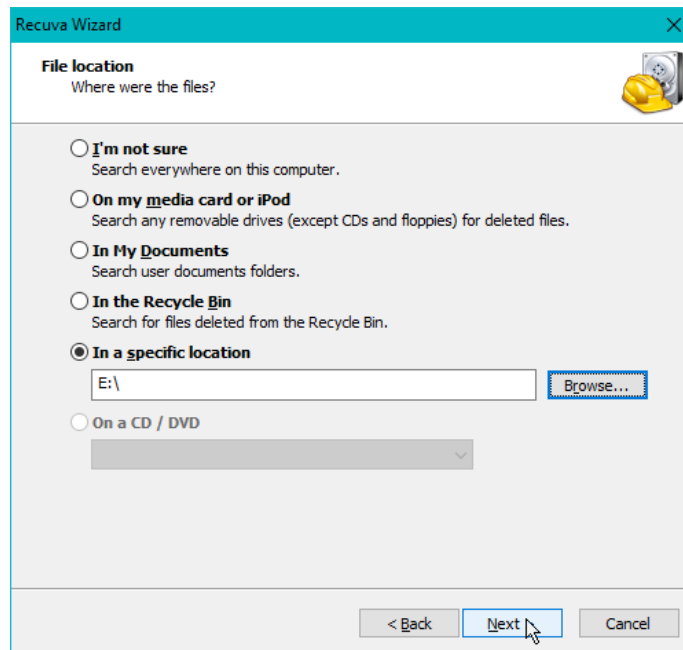 Recuva Wizard
File location
Where were the files?
I'm not sure
Search everywhere on this computer.
On my media card or iPod
Search any removable drives (except CDs and floppies) for deleted files.
In My Documents
Search user documents folders.
In the Recycle Bin
Search for files deleted from the Recycle Bin.
In a specific location
E:\
Browse...
On a CD / DVD
< Back Next > Cancel